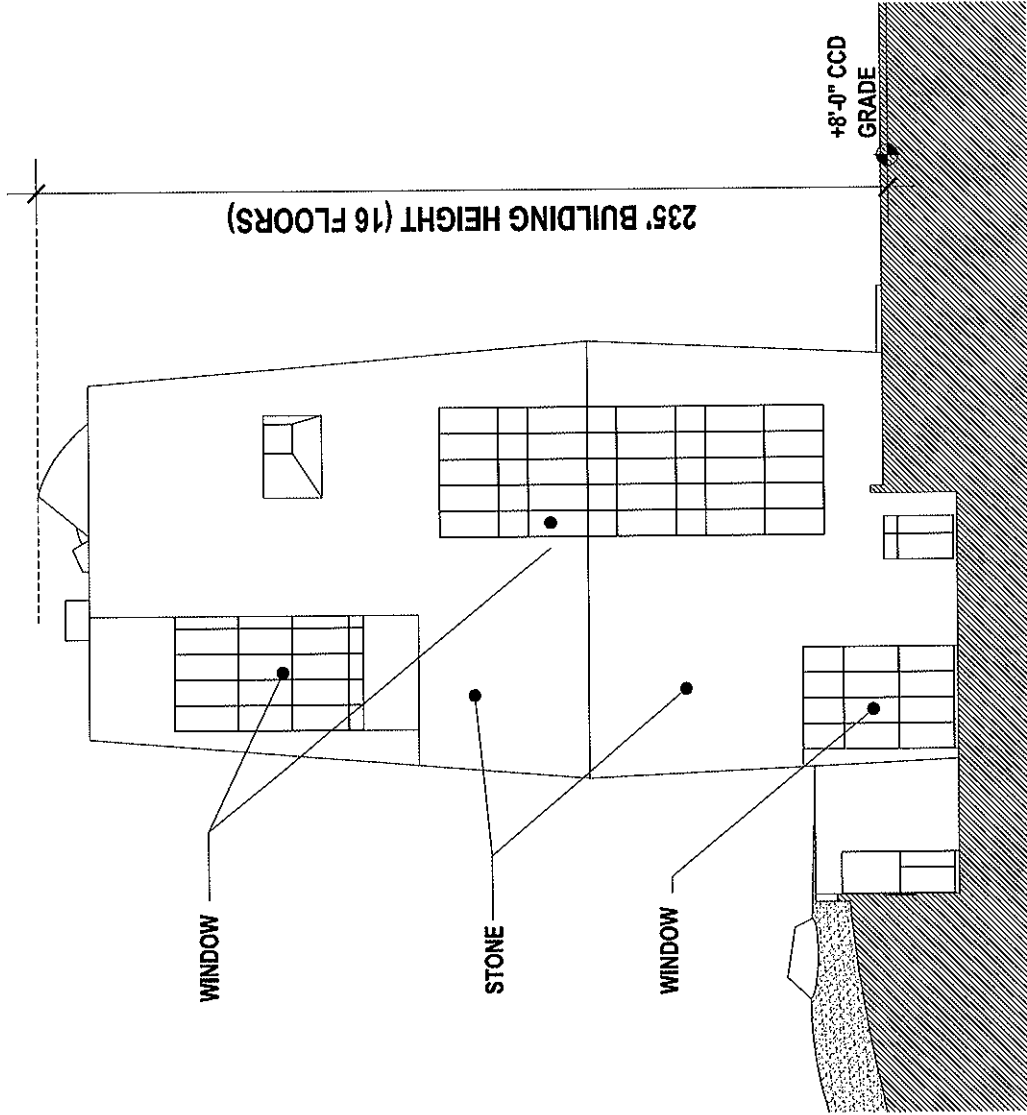 WINDOW
STONE
WINDOW
235' BUILDING HEIGHT (16 FLOORS)
+8'-0" CCD
GRADE